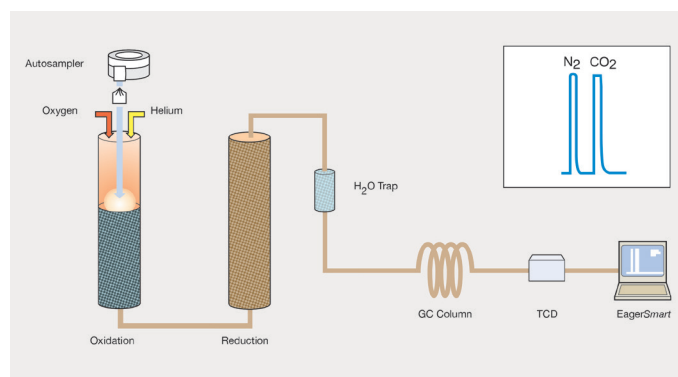 Autosampler
N2 CO2
Oxygen
Helium
H2O Trap
GC Column
TCD
EagerSmart
Oxidation
Reduction